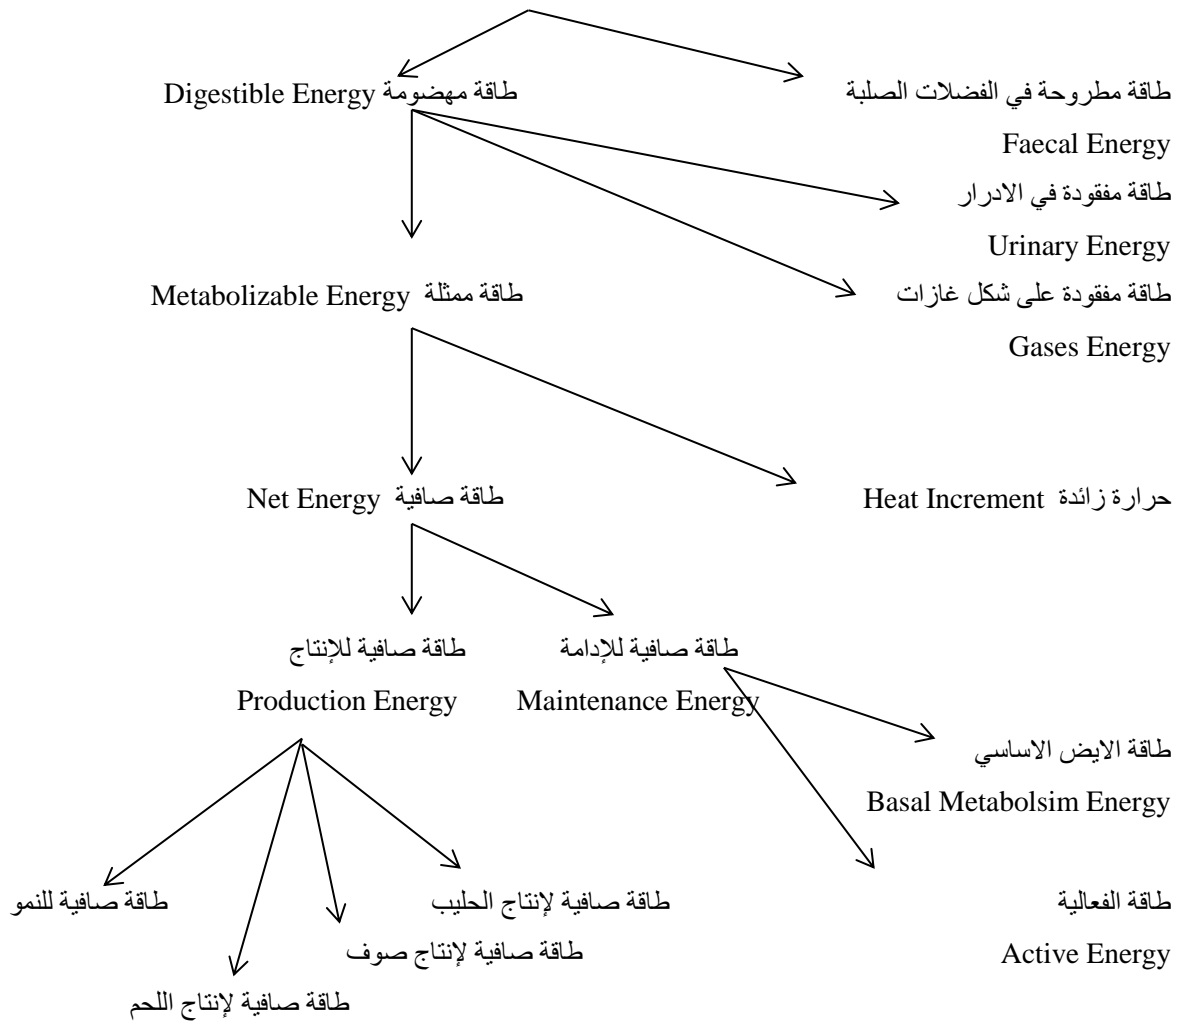 طاقة مهضومة Digestible Energy
طاقة مطروحة في الفضلات الصلبة
Faecal Energy
طاقة مفقودة في الادرار
Urinary Energy
طاقة ممثلة Metabolizable Energy
طاقة مفقودة على شكل غازات
Gases Energy
حرارة زائدة Heat Increment
طاقة صافية Net Energy
طاقة صافية للإدامة
Maintenance Energy
طاقة صافية للإنتاج
Production Energy
طاقة الايض الاساسي
Basal Metabolsim Energy
طاقة الفعالية
Active Energy
طاقة صافية لإنتاج الحليب
طاقة صافية لإنتاج صوف
طاقة صافية لإنتاج اللحم
طاقة صافية للنمو